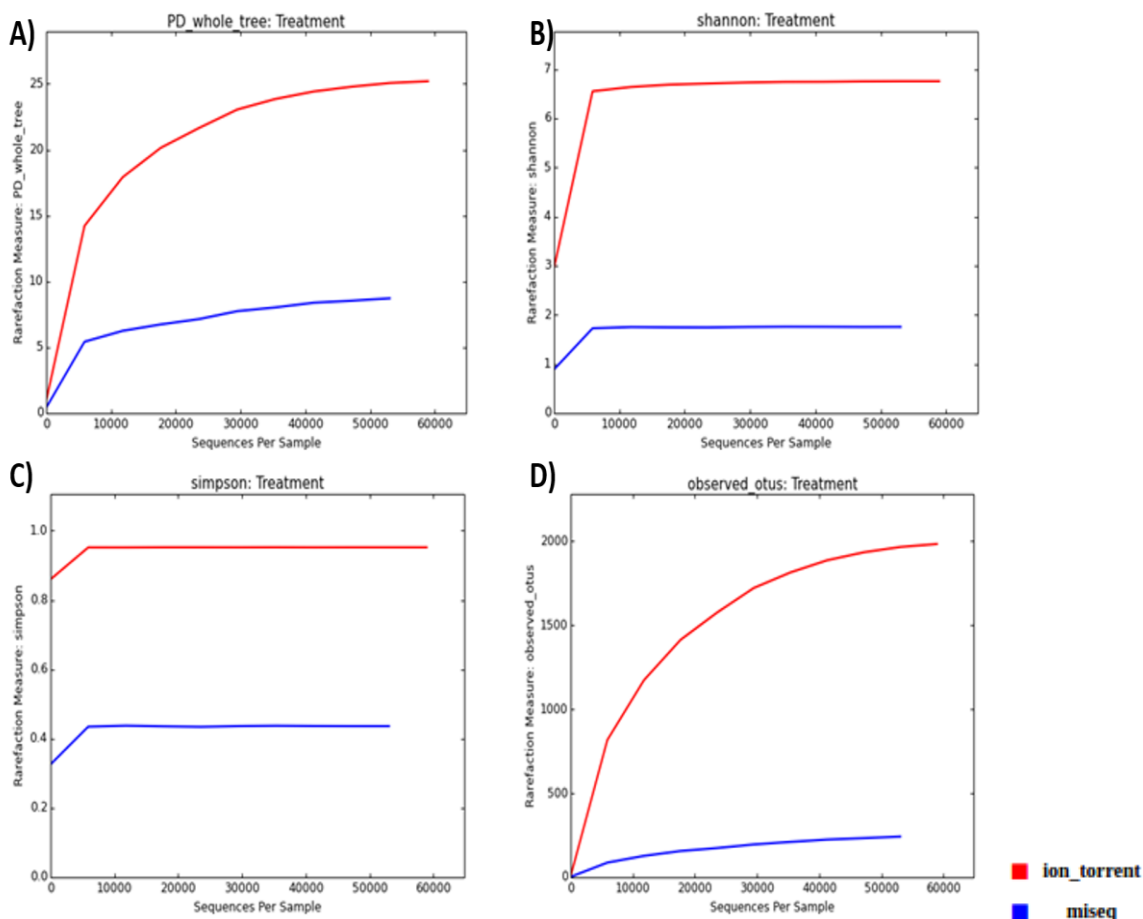 A)
PD_whole_tree: Treatment
Rarefaction Measure: PD_whole_tree
25
20
15
10
5
0
0 10000 20000 30000 40000 50000 60000
Sequences Per Sample
B)
shannon: Treatment
Rarefaction Measure: shannon
7
6
5
4
3
2
1
0
0 10000 20000 30000 40000 50000 60000
Sequences Per Sample
C)
simpson: Treatment
Rarefaction Measure: simpson
1.0
0.8
0.6
0.4
0.2
0.0
0 10000 20000 30000 40000 50000 60000
Sequences Per Sample
D)
observed_otus: Treatment
Rarefaction Measure: observed_otus
2000
1500
1000
500
0
0 10000 20000 30000 40000 50000 60000
Sequences Per Sample
ion_torrent
miseq